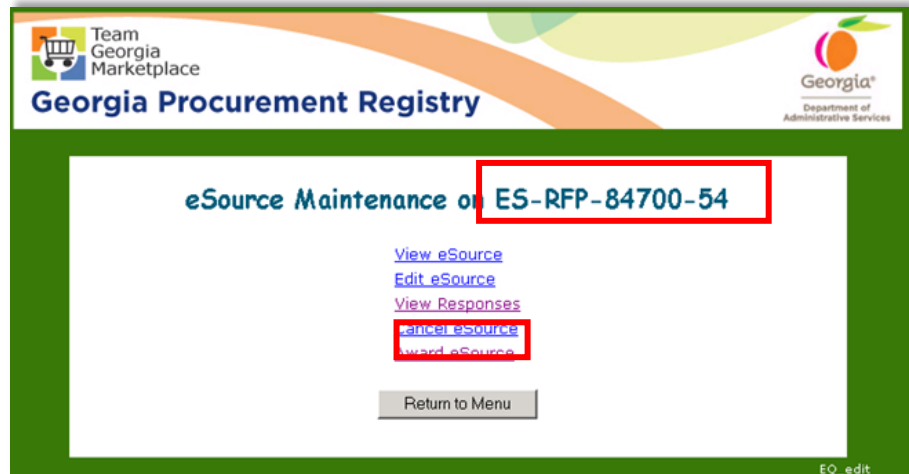 Team
Georgia
Marketplace
Georgia Procurement Registry
Georgia®
Department of
Administrative Services
eSource Maintenance on ES-RFP-84700-54
View eSource
Edit eSource
View Responses
Cancel eSource
Award eSource
Return to Menu
EQ edit